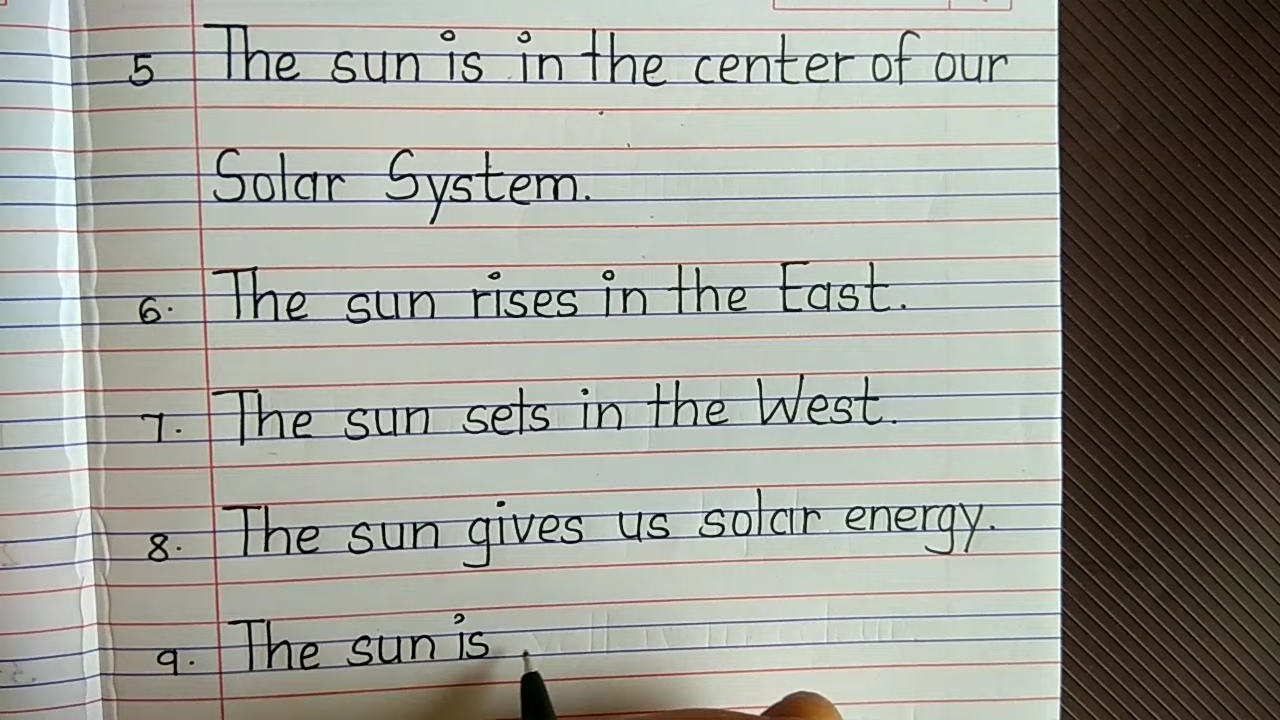 5 The sun is in the center of our
Solar System.
6. The sun rises in the East.
7. The sun sets in the West.
8. The sun gives us solar energy.
9. The sun is